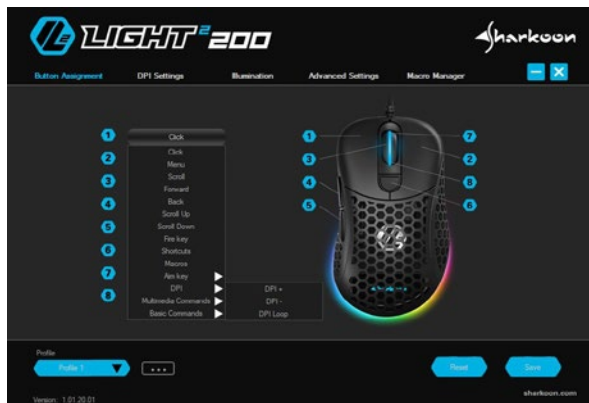 LIGHT² 200
Sharkoon
Button Assignment DPI Settings Illumination Advanced Settings Macro Manager
1 Click
2 Click
Menu
3 Scroll
Forward
4 Back
Scroll Up
5 Scroll Down
Fire key
6 Shortcuts
Macros
7 Aim key
DPI DPI +
8 Multimedia Commands DPI -
Basic Commands DPI Loop
1 7
3 2
4 8
5 6
Profile
Profile 1 ... Reset Save
Version: 1.01.20.01 sharkoon.com